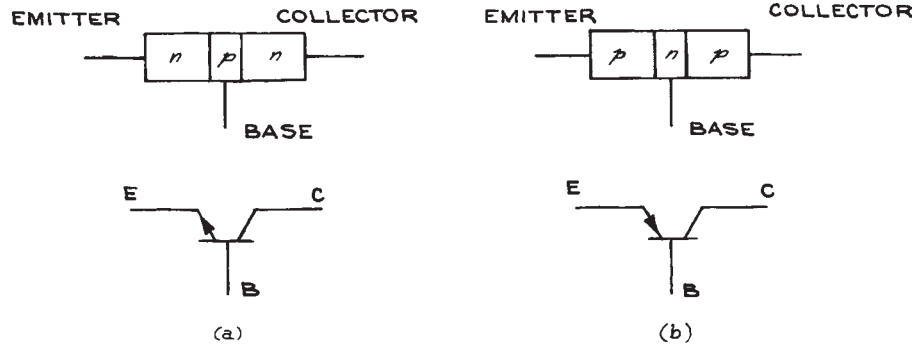 EMITTER COLLECTOR
n p n
BASE
E C
B
(a)
EMITTER COLLECTOR
p n p
BASE
E C
B
(b)